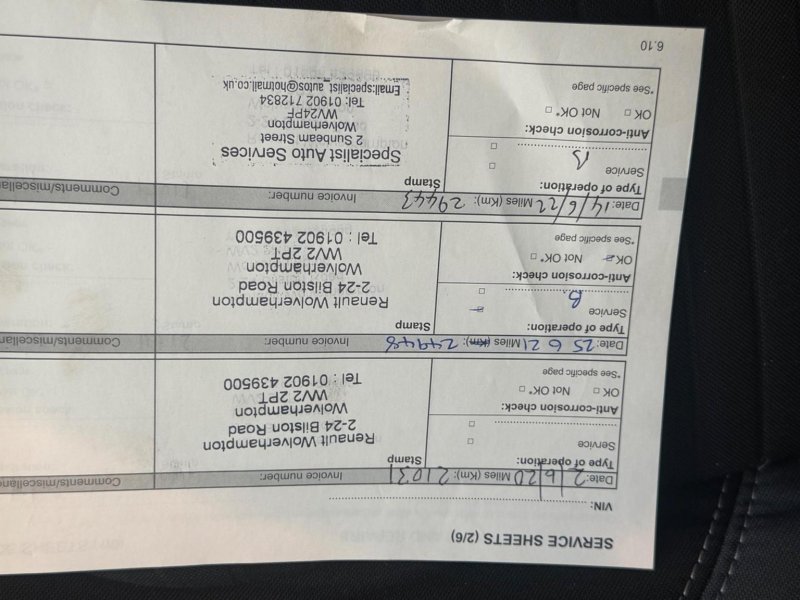 SERVICE SHEETS (2/6)
VIN:
Date: 2/6/20 Miles (Km): 21031 Invoice number: Comments/miscellane
Type of operation: Stamp
Service
Renault Wolverhampton
2-24 Bilston Road
Wolverhampton
WV2 2PT
Tel : 01902 439500
Anti-corrosion check:
OK Not OK*
*See specific page
Date: 25 6 21 Miles (Km): 24948 Invoice number: Comments/miscellan
Type of operation: Stamp
Service
B.
Renault Wolverhampton
2-24 Bilston Road
Wolverhampton
WV2 2PT
Tel : 01902 439500
Anti-corrosion check:
OK Not OK*
*See specific page
Date: 14/6/22 Miles (Km): 29443 Invoice number: Comments/miscellan
Type of operation: Stamp
Service
Specialist Auto Services
2 Sunbeam Street
Wolverhampton
WV24PF
Tel: 01902 712834
Email:specialist_autos@hotmail.co.uk
Anti-corrosion check:
OK Not OK*
*See specific page
6.10